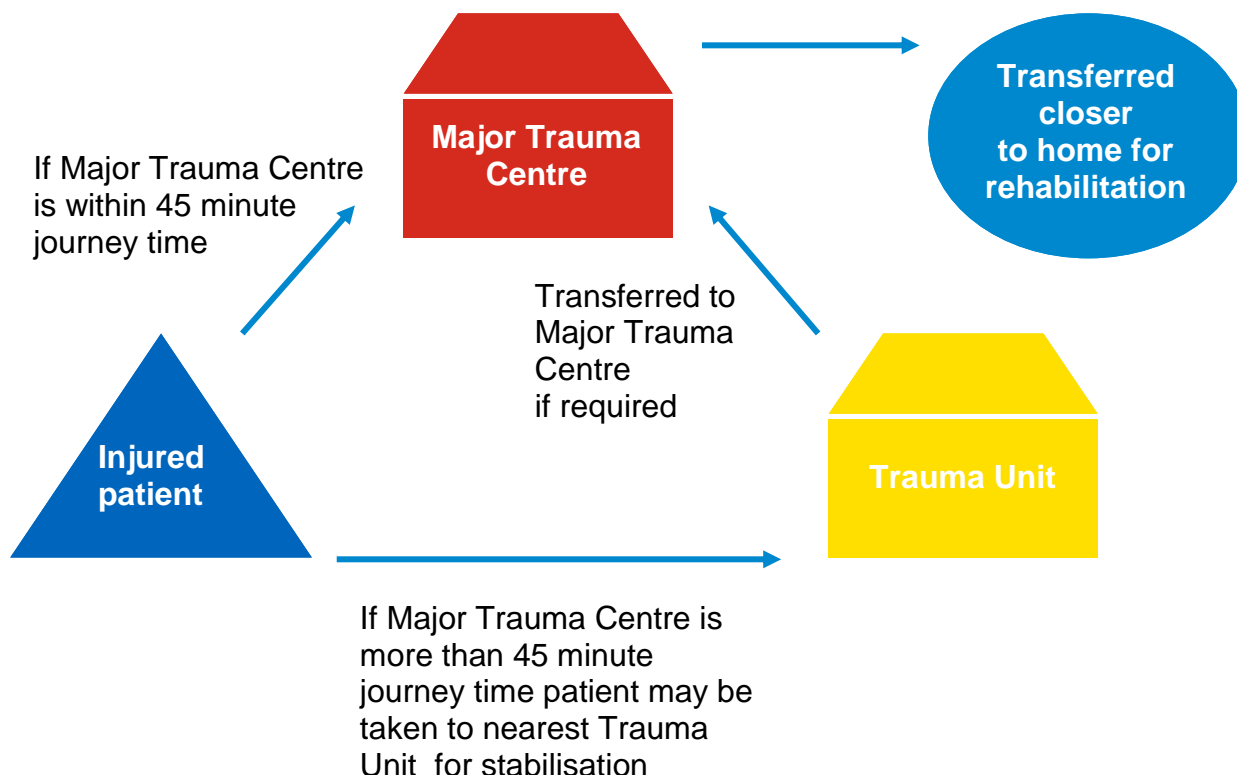 Major Trauma
Centre
Transferred
closer
to home for
rehabilitation
If Major Trauma Centre
is within 45 minute
journey time
Transferred to
Major Trauma
Centre
if required
Injured
patient
Trauma Unit
If Major Trauma Centre is
more than 45 minute
journey time patient may be
taken to nearest Trauma
Unit for stabilisation